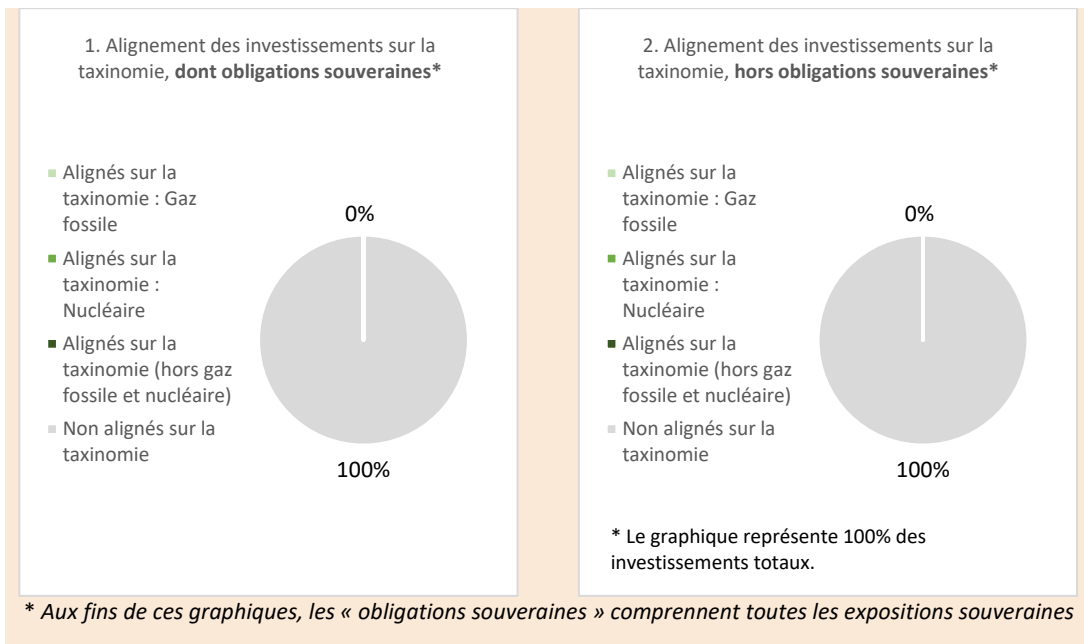 1. Alignement des investissements sur la
taxinomie, dont obligations souveraines*
Alignés sur la
taxinomie : Gaz
fossile
Alignés sur la
taxinomie :
Nucléaire
Alignés sur la
taxinomie (hors gaz
fossile et nucléaire)
Non alignés sur la
taxinomie
0%
100%
2. Alignement des investissements sur la
taxinomie, hors obligations souveraines*
Alignés sur la
taxinomie : Gaz
fossile
Alignés sur la
taxinomie :
Nucléaire
Alignés sur la
taxinomie (hors gaz
fossile et nucléaire)
Non alignés sur la
taxinomie
0%
100%
* Le graphique représente 100% des
investissements totaux.
* Aux fins de ces graphiques, les « obligations souveraines » comprennent toutes les expositions souveraines